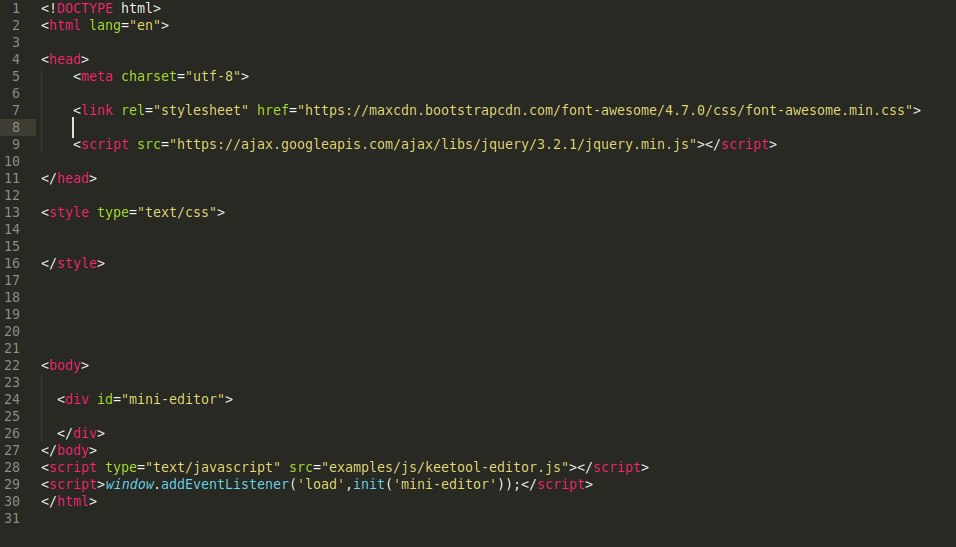 1 <!DOCTYPE html>
2 <html lang="en">
3
4 <head>
5 <meta charset="utf-8">
6
7 <link rel="stylesheet" href="https://maxcdn.bootstrapcdn.com/font-awesome/4.7.0/css/font-awesome.min.css">
8
9 <script src="https://ajax.googleapis.com/ajax/libs/jquery/3.2.1/jquery.min.js"></script>
10
11 </head>
12
13 <style type="text/css">
14
15
16 </style>
17
18
19
20
21
22 <body>
23
24 <div id="mini-editor">
25
26 </div>
27 </body>
28 <script type="text/javascript" src="examples/js/keetool-editor.js"></script>
29 <script>window.addEventListener('load',init('mini-editor'));</script>
30 </html>
31